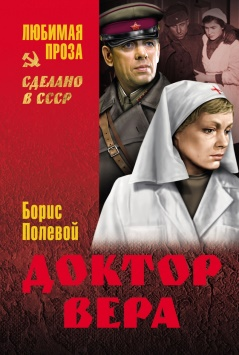 ЛЮБИМАЯ
ПРОЗА
СДЕЛАНО
В СССР
Борис
Полевой
ДОКТОР
ВЕРА